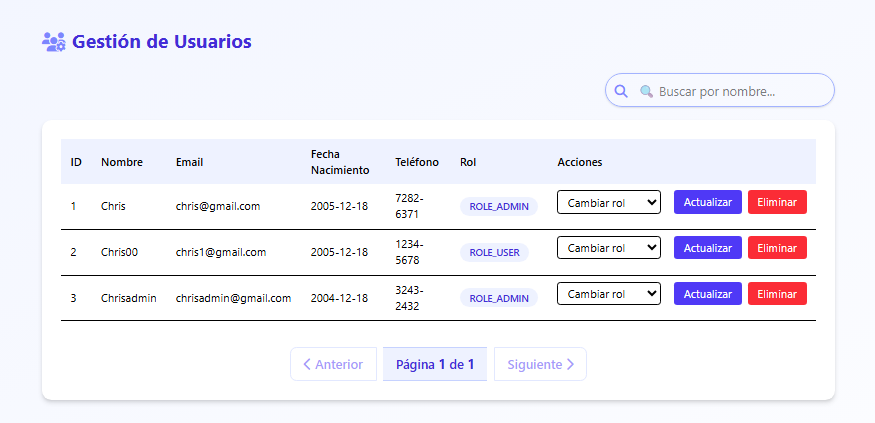 Gestión de Usuarios
Buscar por nombre...
ID Nombre Email Fecha Nacimiento Teléfono Rol Acciones
1 Chris chris@gmail.com 2005-12-18 7282-6371 ROLE_ADMIN Cambiar rol Actualizar Eliminar
2 Chris00 chris1@gmail.com 2005-12-18 1234-5678 ROLE_USER Cambiar rol Actualizar Eliminar
3 Chrisadmin chrisadmin@gmail.com 2004-12-18 3243-2432 ROLE_ADMIN Cambiar rol Actualizar Eliminar
Anterior Página 1 de 1 Siguiente